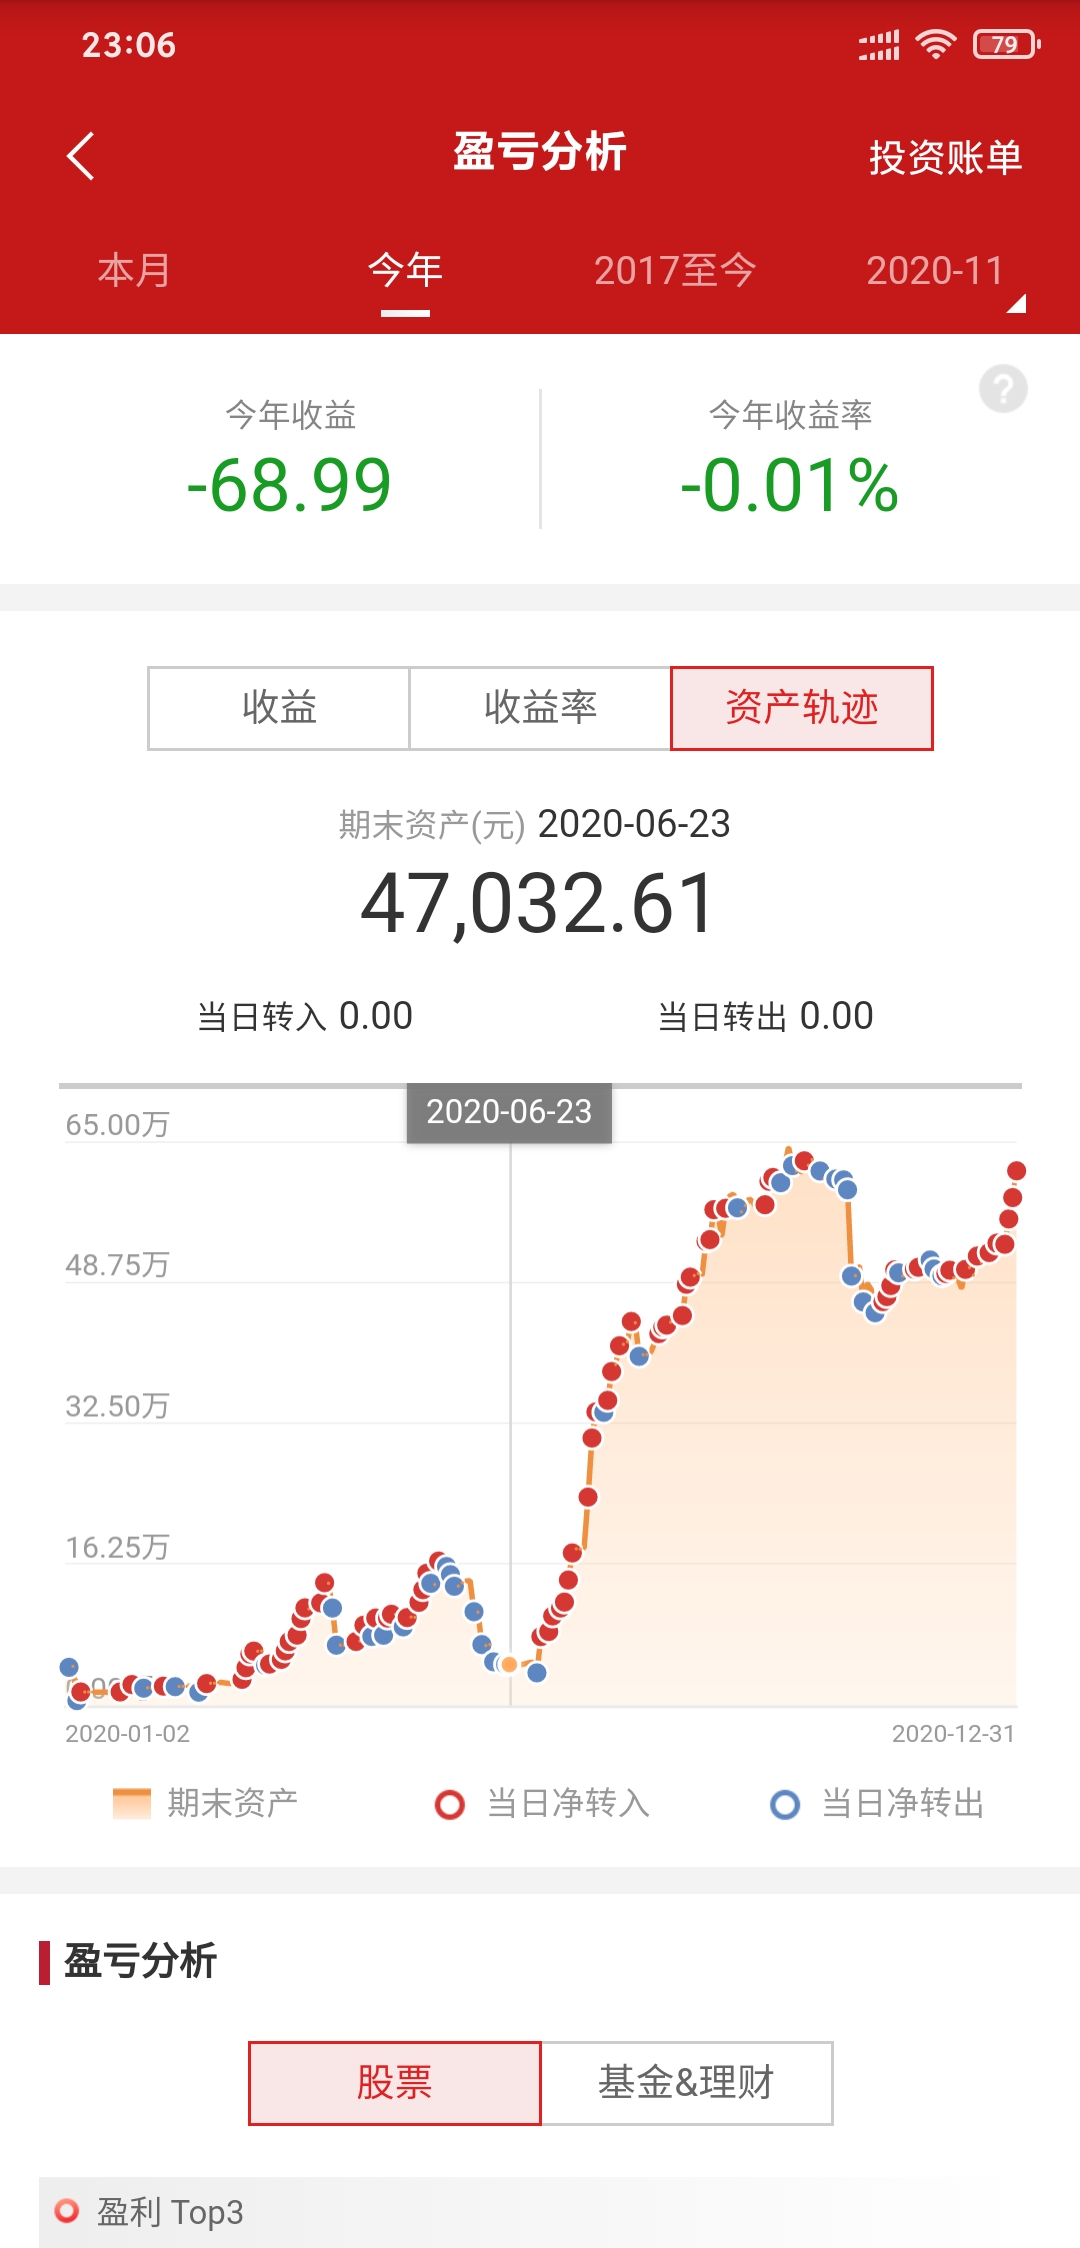 23:06
79
盈亏分析
投资账单
本月 今年 2017至今 2020-11
今年收益 今年收益率
?
-68.99 -0.01%
收益 收益率 资产轨迹
期末资产(元) 2020-06-23
47,032.61
当日转入 0.00 当日转出 0.00
2020-06-23
65.00万
48.75万
32.50万
16.25万
2020-01-02 2020-12-31
期末资产 当日净转入 当日净转出
盈亏分析
股票 基金&理财
盈利 Top3